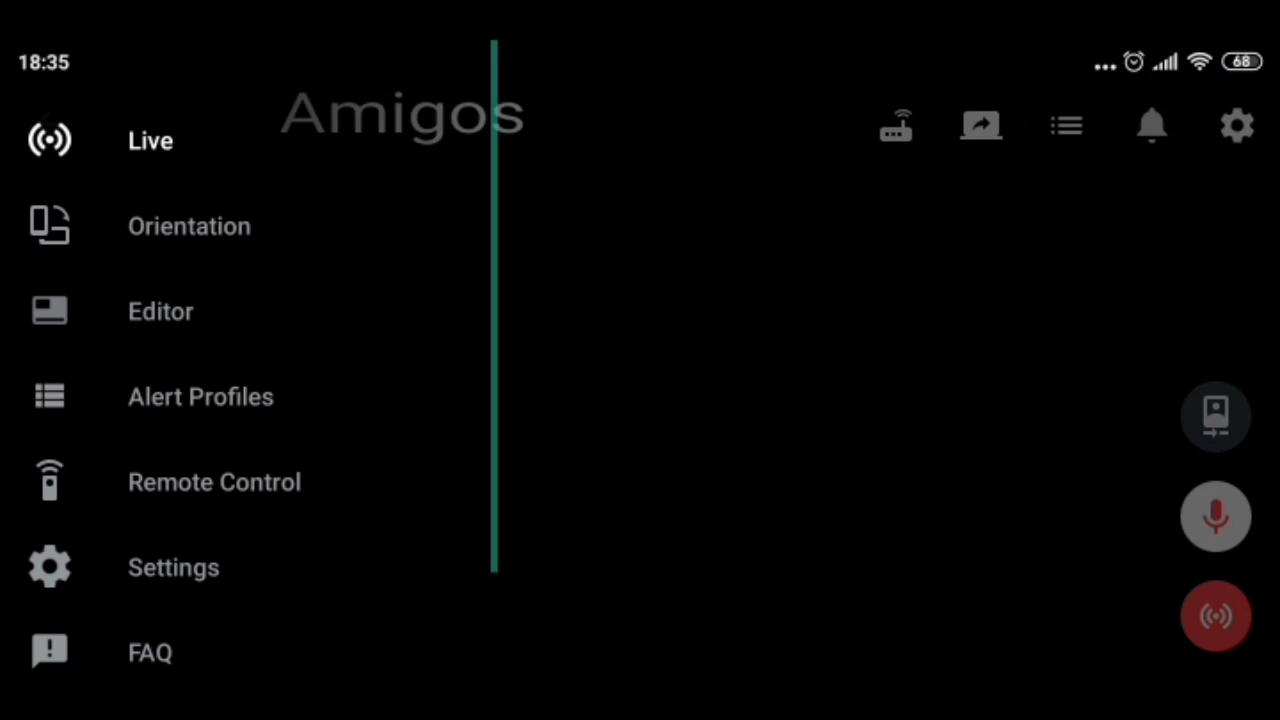 18:35
68
Amigos
Live
Orientation
Editor
Alert Profiles
Remote Control
Settings
FAQ